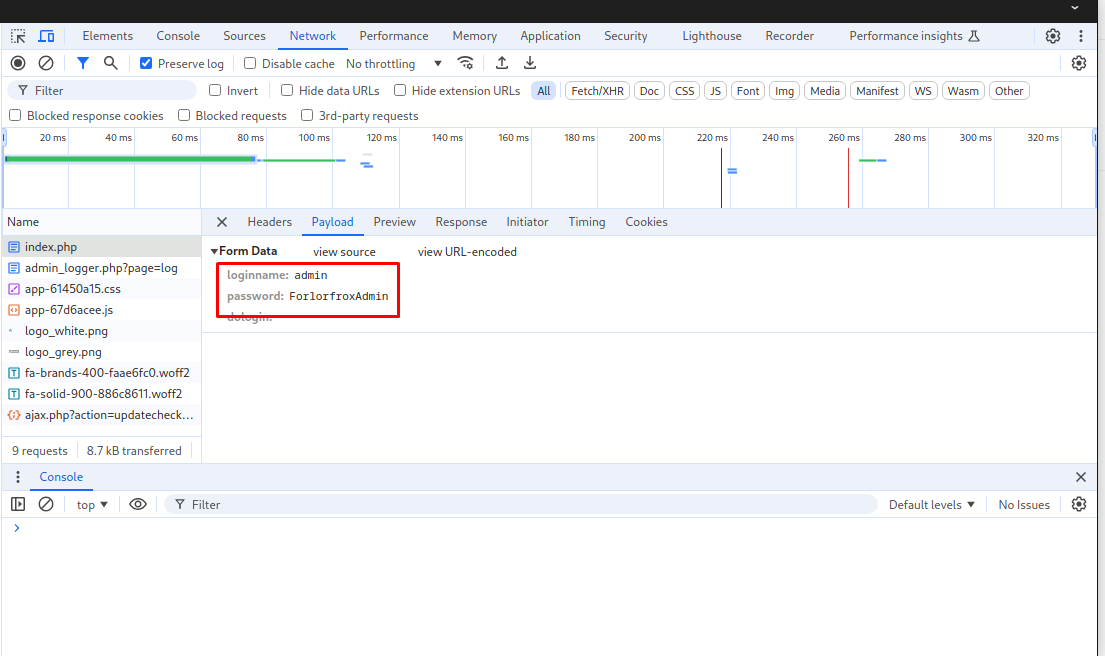 Elements Console Sources Network Performance Memory Application Security Lighthouse Recorder Performance insights
Preserve log Disable cache No throttling
Filter Invert Hide data URLs Hide extension URLs All Fetch/XHR Doc CSS JS Font Img Media Manifest WS Wasm Other
Blocked response cookies Blocked requests 3rd-party requests
20 ms 40 ms 60 ms 80 ms 100 ms 120 ms 140 ms 160 ms 180 ms 200 ms 220 ms 240 ms 260 ms 280 ms 300 ms 320 ms
Name Headers Payload Preview Response Initiator Timing Cookies
index.php
admin_logger.php?page=log
app-61450a15.css
app-67d6acee.js
logo_white.png
logo_grey.png
fa-brands-400-faae6fc0.woff2
fa-solid-900-886c8611.woff2
ajax.php?action=updatecheck...
9 requests 8.7 kB transferred
Form Data view source view URL-encoded
loginname: admin
password: ForlorfroxAdmin
dologin:
Console
top Filter Default levels No Issues